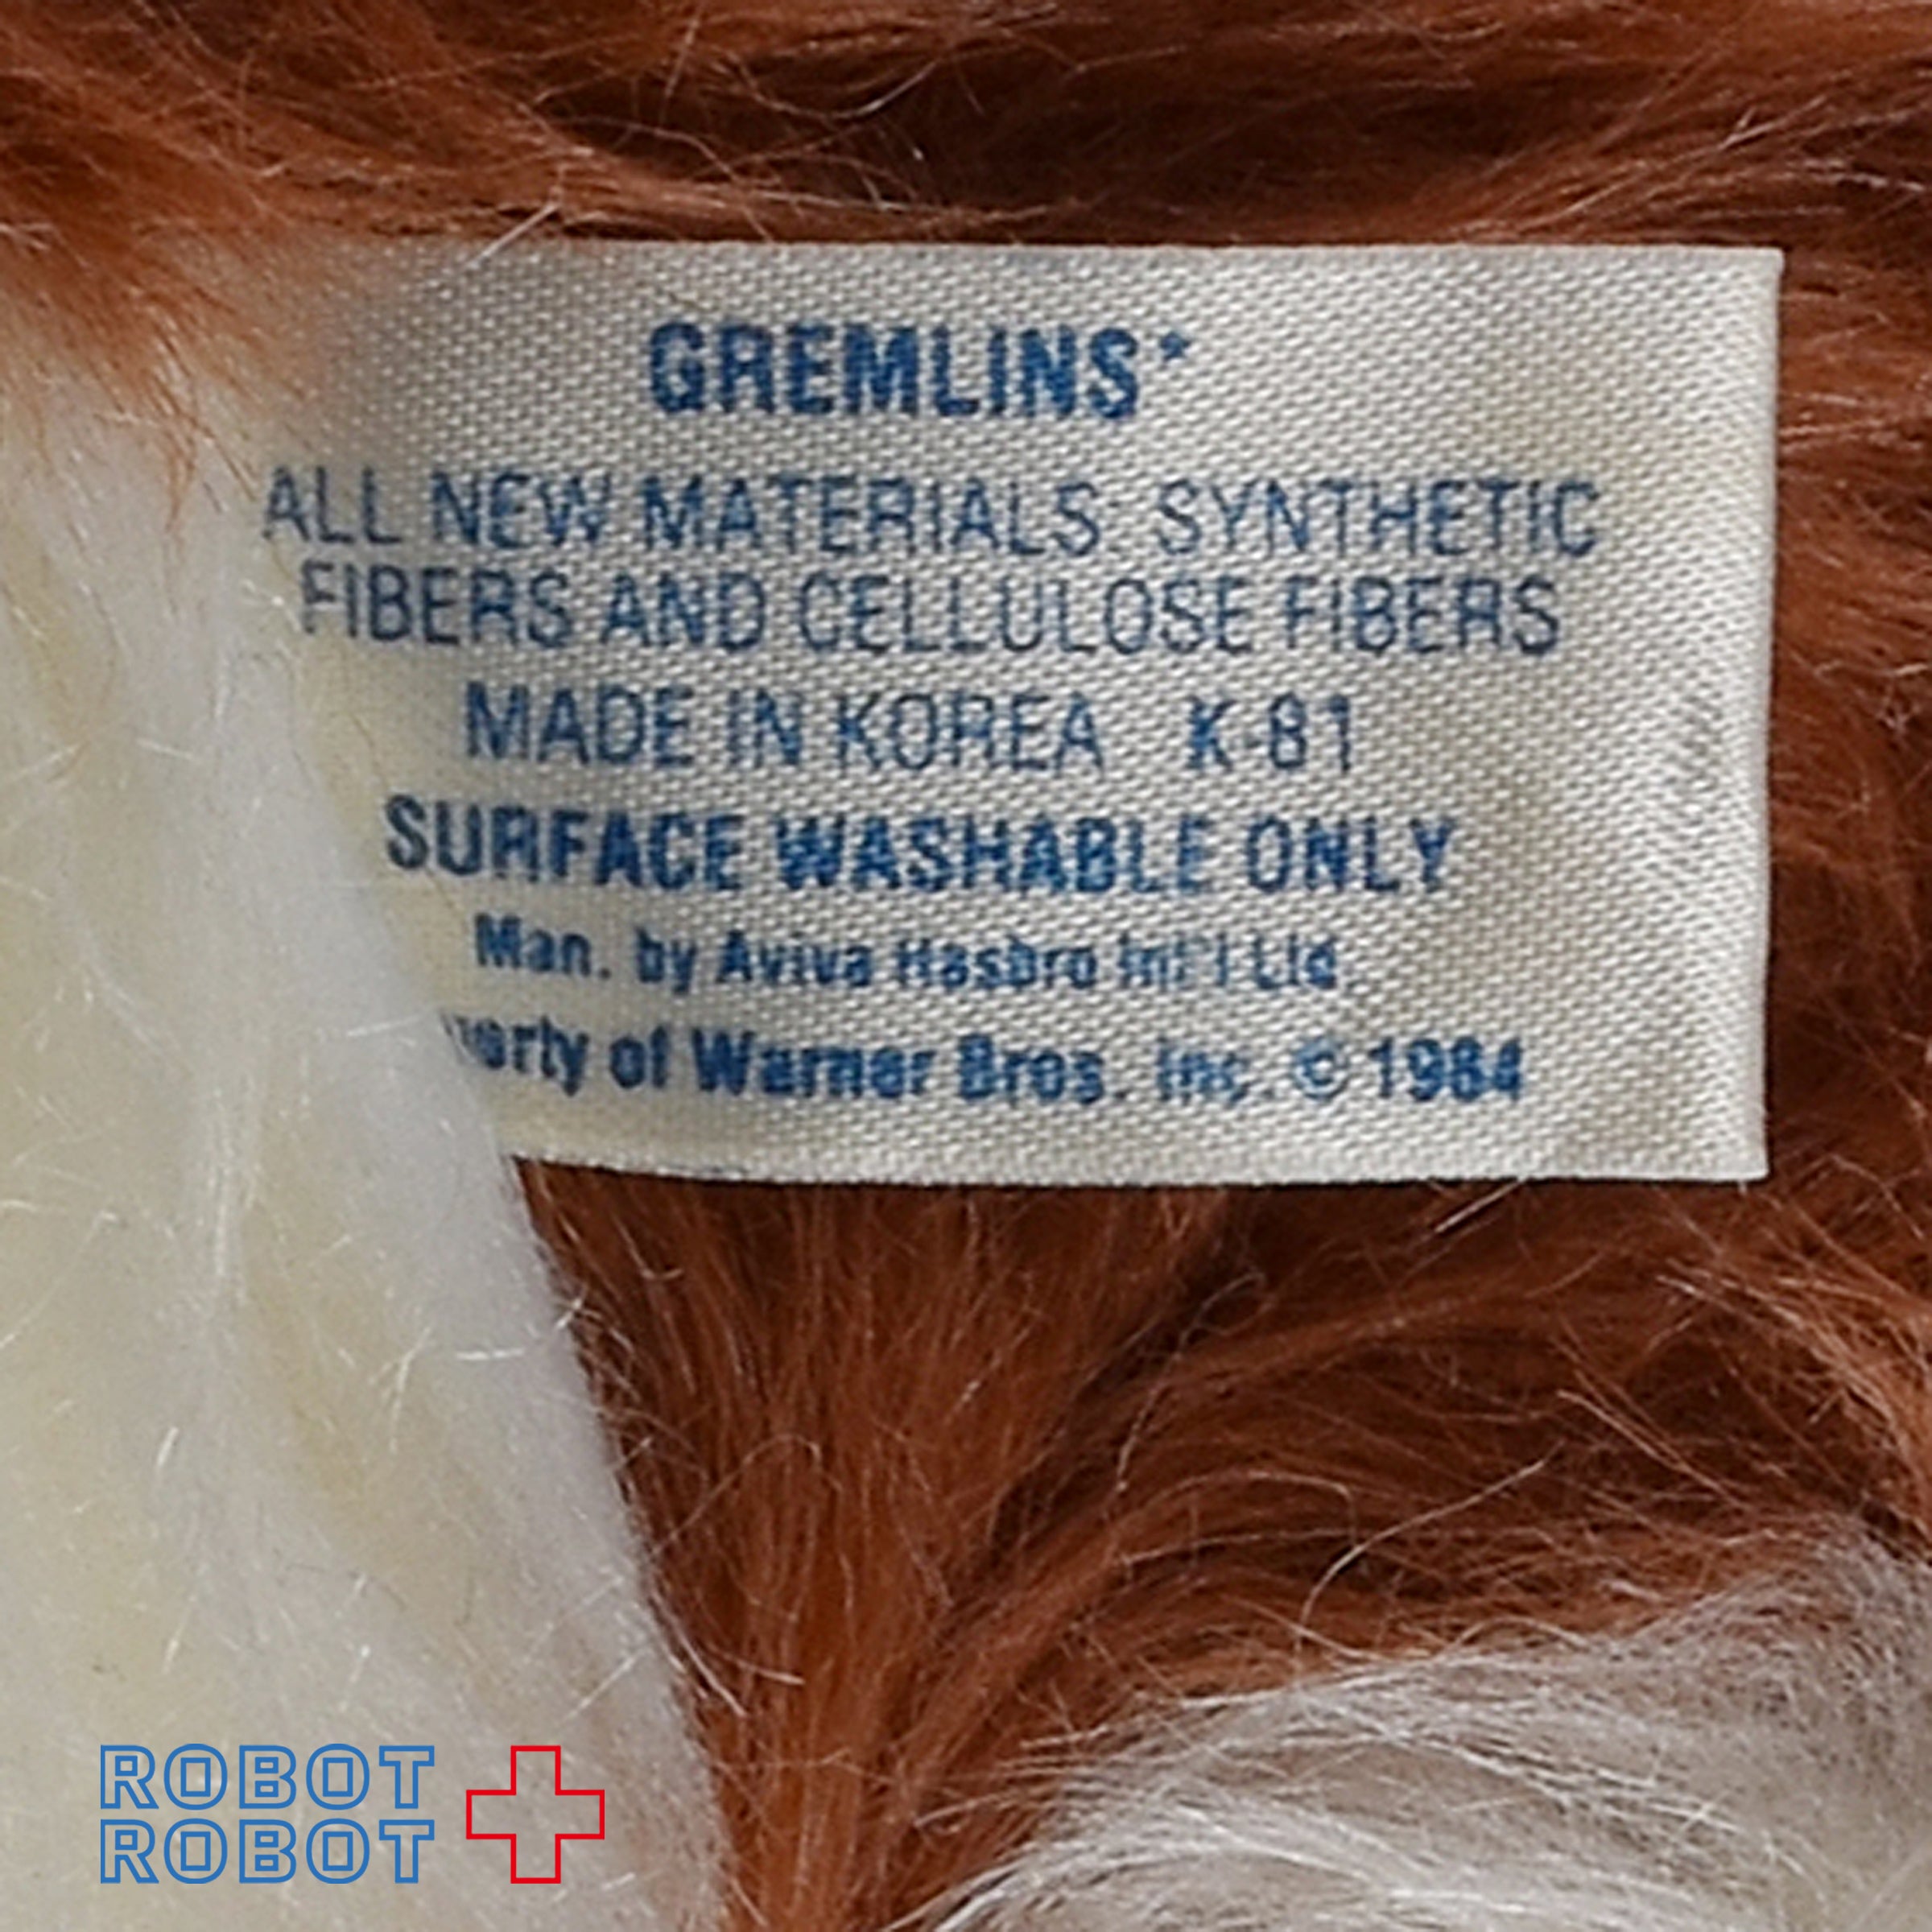 GREMLINS*
ALL NEW MATERIALS: SYNTHETIC
FIBERS AND CELLULOSE FIBERS
MADE IN KOREA K-81
SURFACE WASHABLE ONLY
Man. by Aviva Hasbro Int'l Ltd
of Warner Bros. Inc. © 1984
ROBOT
ROBOT